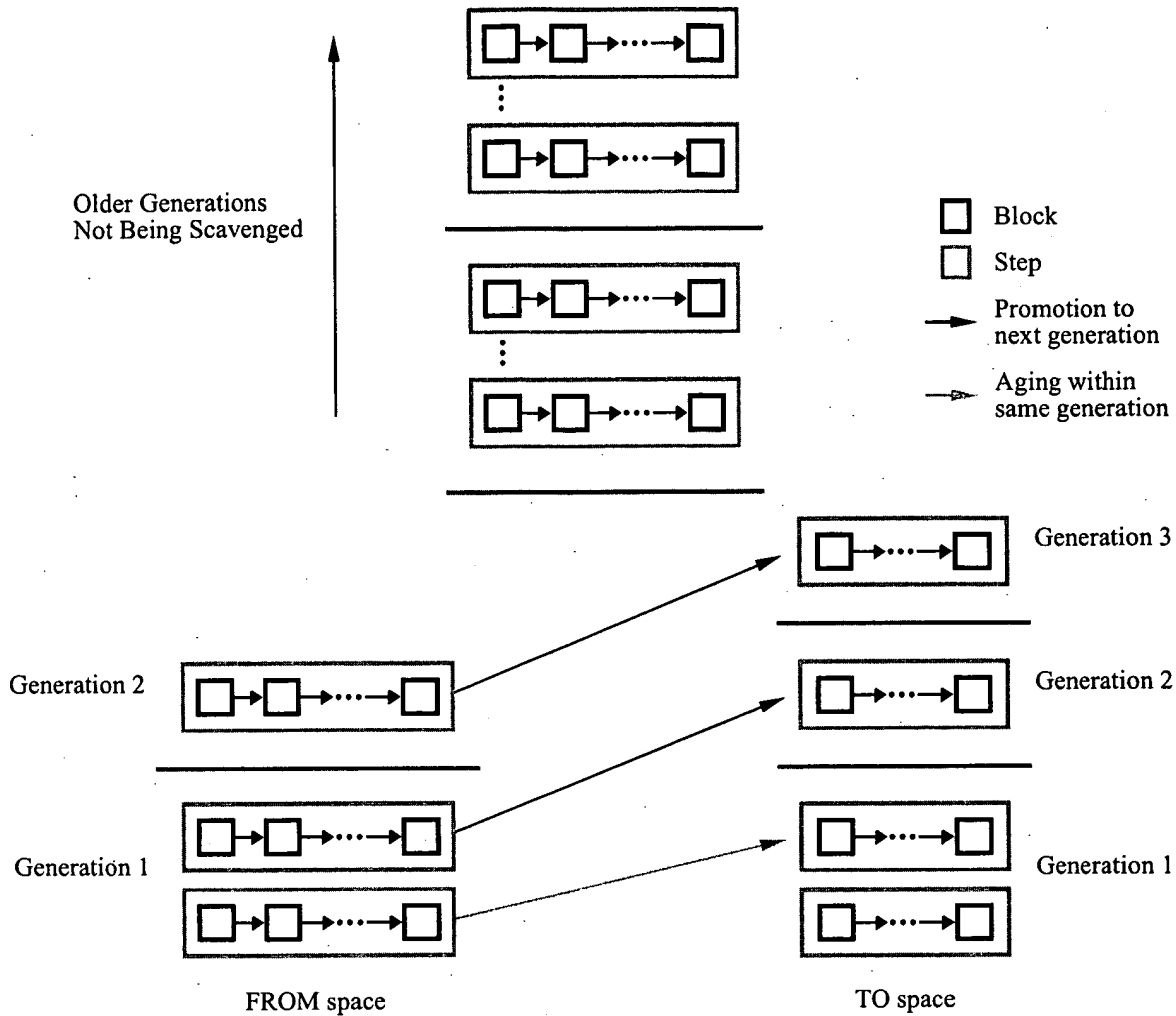 Older Generations
Not Being Scavenged
Block
Step
Promotion to
next generation
Aging within
same generation
Generation 3
Generation 2
Generation 2
Generation 1
Generation 1
FROM space
TO space